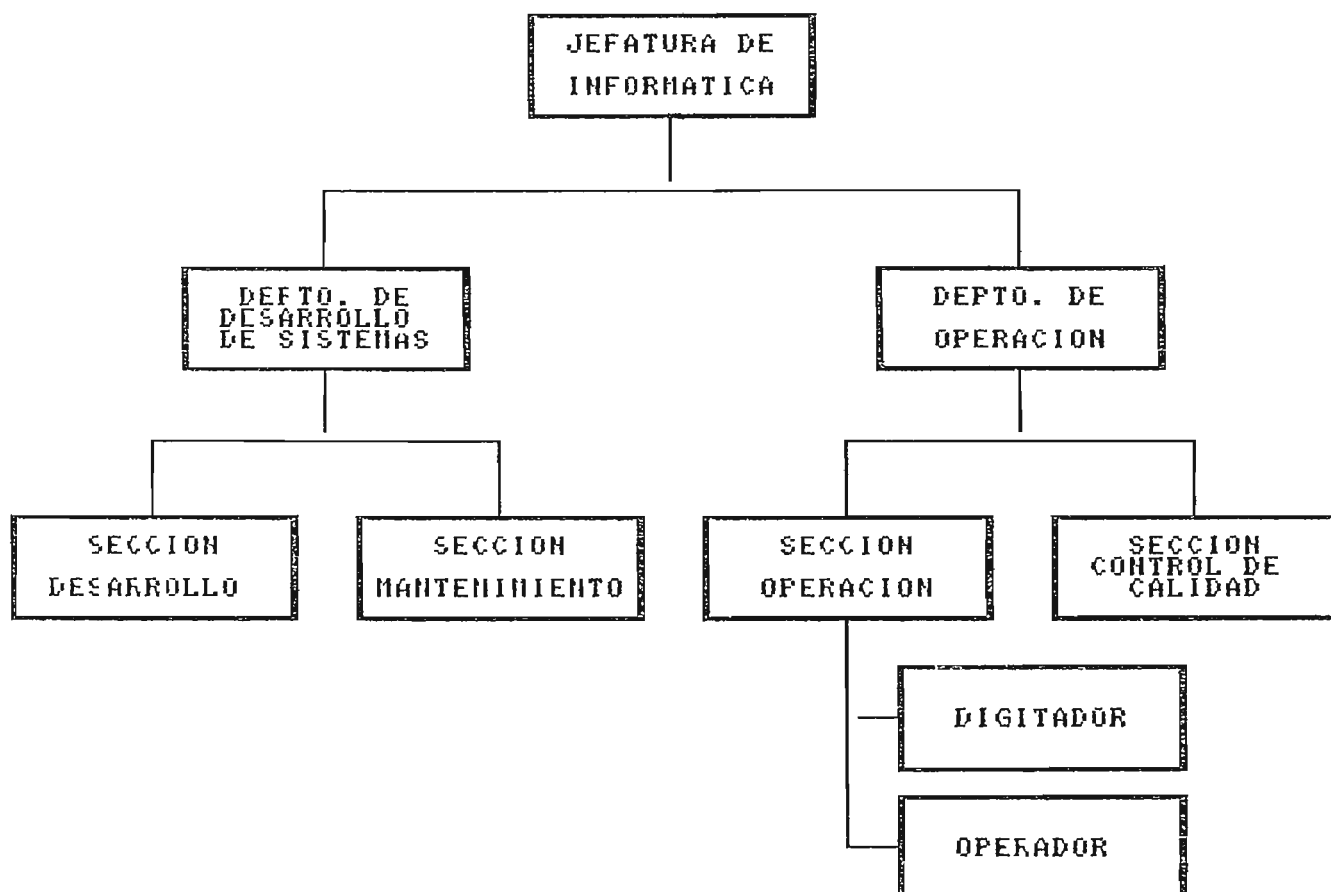 JEFATURA DE
INFORMATICA
DEPTO. DE
DESARROLLO
DE SISTEMAS
DEPTO. DE
OPERACION
SECCION
DESARROLLO
SECCION
MANTENIMIENTO
SECCION
OPERACION
SECCION
CONTROL DE
CALIDAD
DIGITADOR
OPERADOR